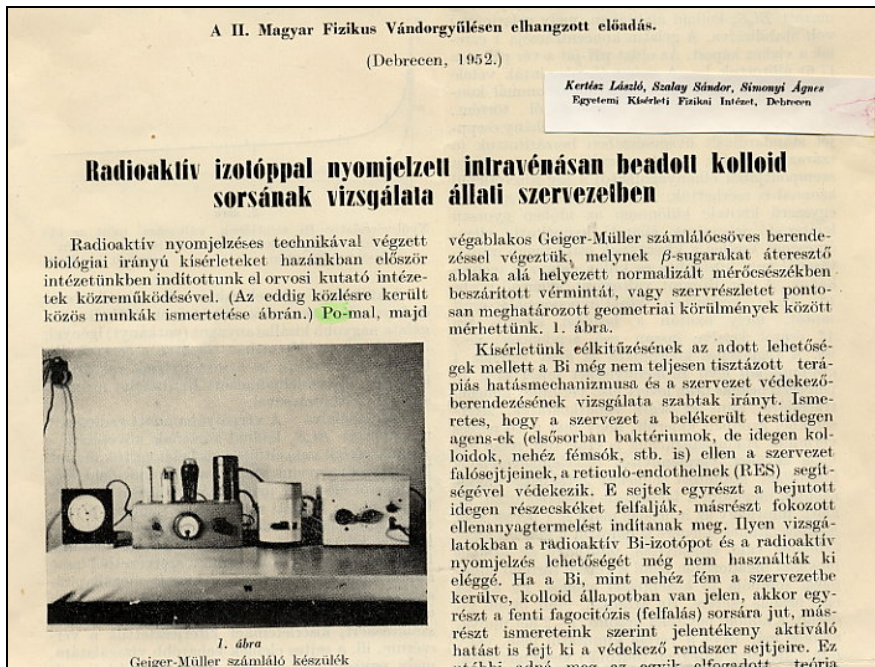 A II. Magyar Fizikus Vándorgyűlésen elhangzott előadás.
(Debrecen, 1952.)
Kertész László, Szalay Sándor, Simonyi Ágnes
Egyetemi Kísérleti Fizikai Intézet, Debrecen
Radioaktív izotóppal nyomjelzett intravénásan beadott kolloid
sorsának vizsgálata állati szervezetben
Radioaktív nyomjelzéses technikával végzett
biológiai irányú kísérleteket hazánkban először
intézetünkben indítottunk el orvosi kutató intéze-
tek közreműködésével. (Az eddig közlésre került
közös munkák ismertetése ábrán.) Po-mal, majd
1. ábra
Geiger-Müller számláló készülék
végablakos Geiger-Müller számlálócsöves berende-
zéssel végeztük, melynek β-sugarakat áteresztő
ablaka alá helyezett normalizált mérőcsészékben
beszárított vérmintát, vagy szervrészletet ponto-
san meghatározott geometriai körülmények között
mérhettünk. 1. ábra.
Kísérletünk célkitűzésének az adott lehetősé-
gek mellett a Bi még nem teljesen tisztázott terá-
piás hatásmechanizmusa és a szervezet védekező-
berendezésének vizsgálata szabtak irányt. Isme-
retes, hogy a szervezet a belékerült testidegen
agens-ek (elsősorban baktériumok, de idegen kol-
loidok, nehéz fémsók, stb. is) ellen a szervezet
falósejtjeinek, a reticulo-endothelnek (RES) segít-
ségével védekezik. E sejtek egyrészt a bejutott
idegen részecskéket felfalják, másrészt fokozott
ellenanyagtermelést indítanak meg. Ilyen vizsgá-
latokban a radioaktív Bi-izotópot és a radioaktív
nyomjelzés lehetőségét még nem használták ki
eléggé. Ha a Bi, mint nehéz fém a szervezetbe
kerülve, kolloid állapotban van jelen, akkor egy-
részt a fenti fagocitózis (felfalás) sorsára jut, más-
részt ismereteink szerint jelentékeny aktiváló
hatást is fejt ki a védekező rendszer sejtjeire. Ez
utóbbi adná meg az egyik elfogadott teória